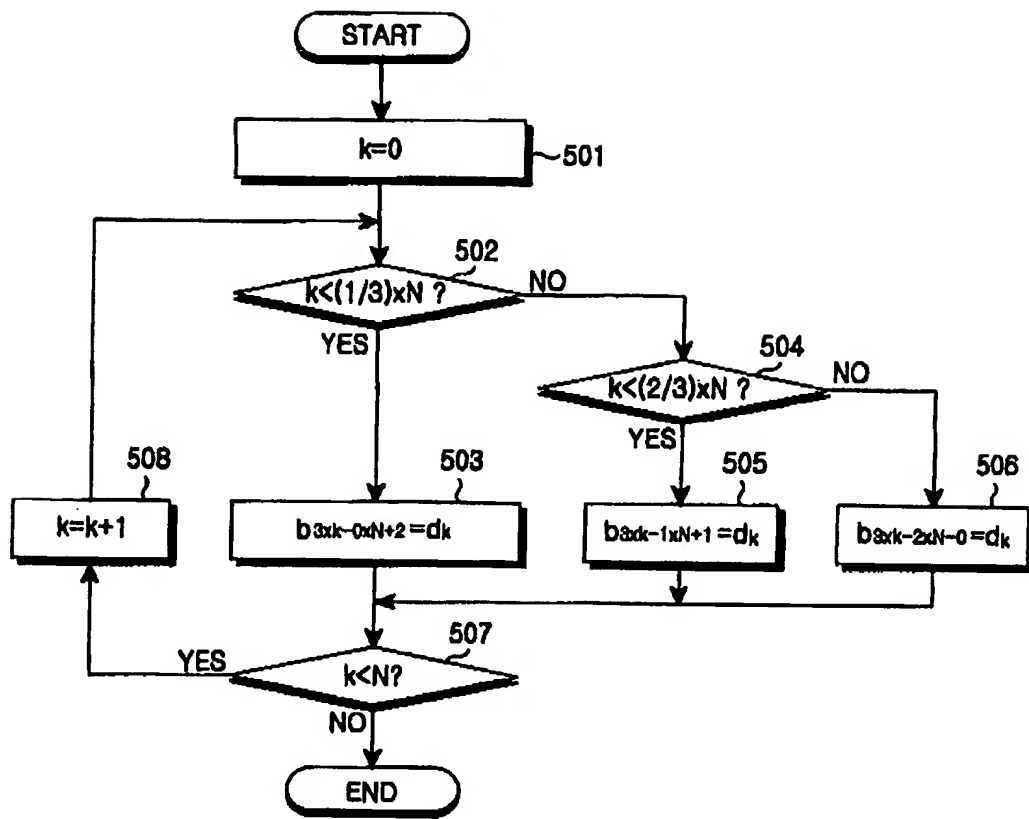 START
k=0
501
502
k<(1/3)xN ?
NO
YES
504
k<(2/3)xN ?
NO
YES
508
k=k+1
503
b3xk-0xN+2=dk
505
b3xk-1xN+1=dk
506
b3xk-2xN-0=dk
507
YES
k<N?
NO
END